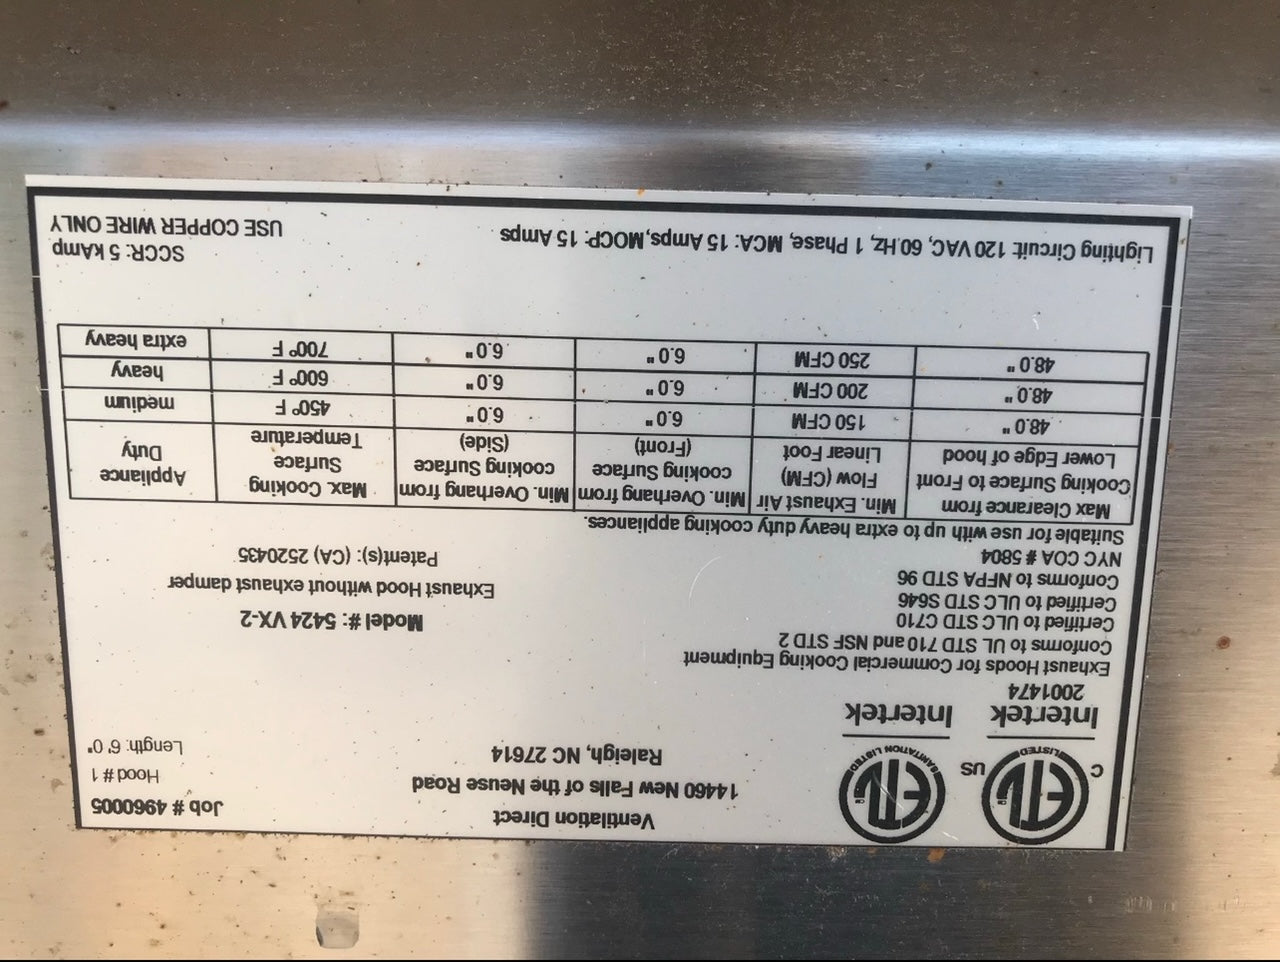 Ventilation Direct
14460 New Falls of the Neuse Road
Raleigh, NC 27614
Job # 4960005
Hood # 1
Length: 6' 0"
C ETL US
LISTED
Intertek
2001474
ETL
SANITATION LISTED
Intertek
Exhaust Hoods for Commercial Cooking Equipment
Conforms to UL STD 710 and NSF STD 2
Certified to ULC STD C710
Certified to ULC STD S646
Conforms to NFPA STD 96
NYC COA # 5804
Model #: 5424 VX-2
Exhaust Hood without exhaust damper
Patent(s): (CA) 2520435
Suitable for use with up to extra heavy duty cooking appliances.
Max Clearance from Cooking Surface to Front Lower Edge of hood | Min. Exhaust Air Flow (CFM) Linear Foot | Min. Overhang from cooking Surface (Front) | Min. Overhang from cooking Surface (Side) | Max. Cooking Surface Temperature | Appliance Duty
48.0 " | 150 CFM | 6.0 " | 6.0 " | 450º F | medium
48.0 " | 200 CFM | 6.0 " | 6.0 " | 600º F | heavy
48.0 " | 250 CFM | 6.0 " | 6.0 " | 700º F | extra heavy
Lighting Circuit: 120 VAC, 60 Hz, 1 Phase, MCA: 15 Amps, MOCP: 15 Amps
SCCR: 5 kAmp
USE COPPER WIRE ONLY